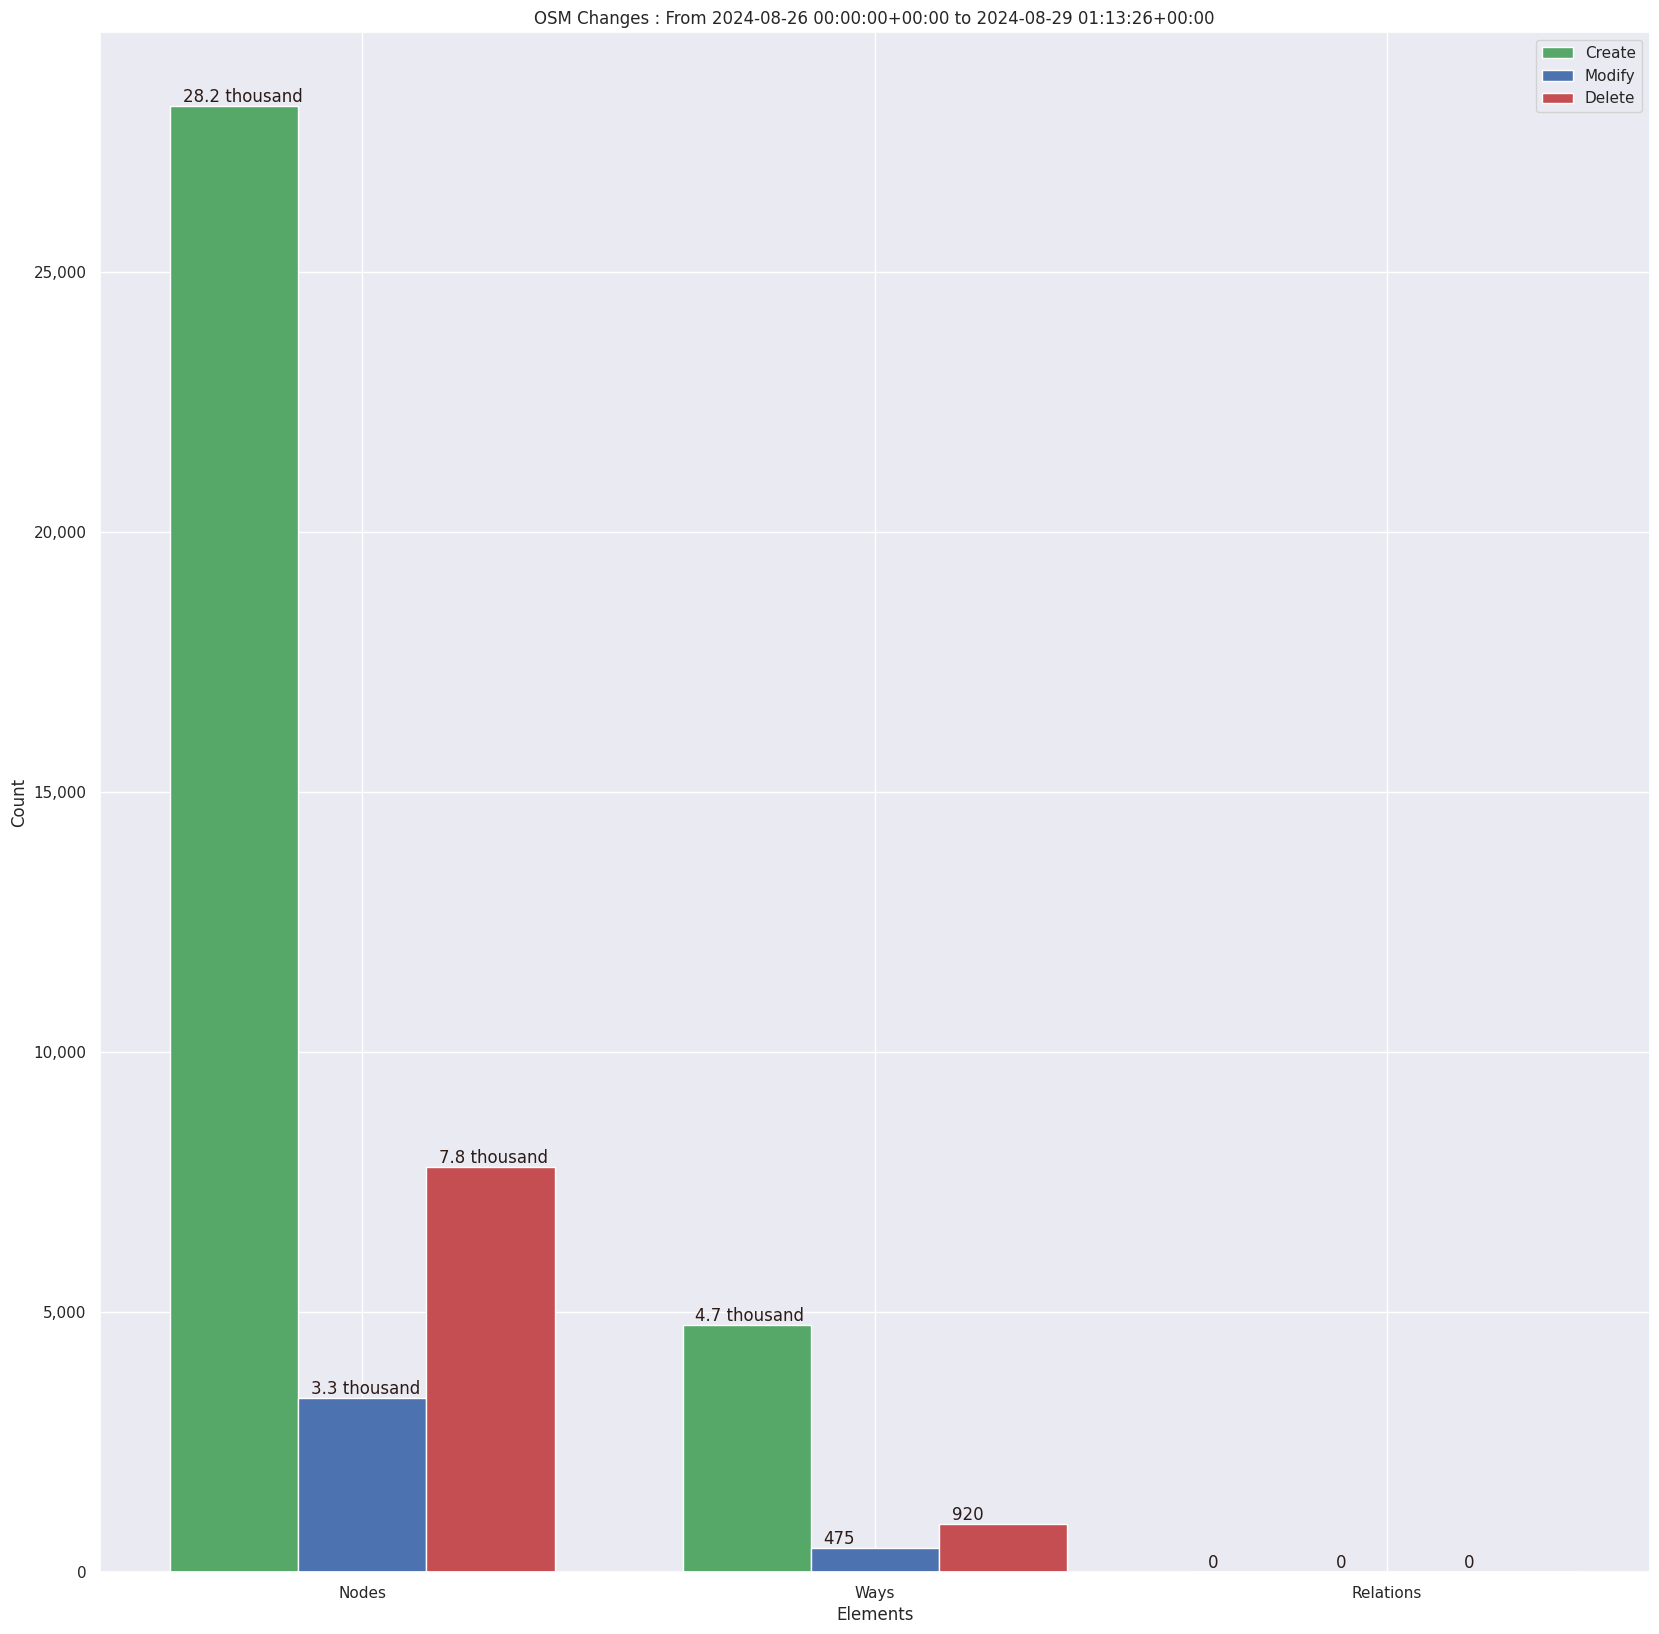 OSM Changes : From 2024-08-26 00:00:00+00:00 to 2024-08-29 01:13:26+00:00
Create
Modify
Delete
28.2 thousand
25,000
20,000
15,000
Count
10,000
7.8 thousand
5,000
4.7 thousand
3.3 thousand
920
475
0
0
0
0
Nodes
Ways
Relations
Elements